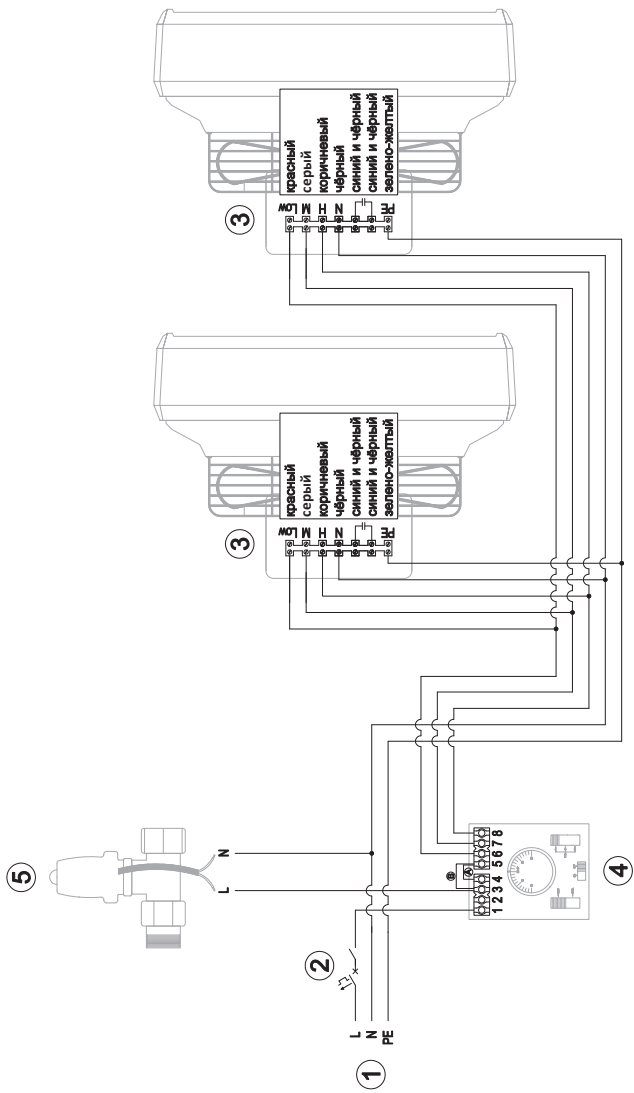 3
Low
M
H
N
PE
красный
серый
коричневый
чёрный
синий и чёрный
синий и чёрный
зелено-желтый
3
Low
M
H
N
PE
красный
серый
коричневый
чёрный
синий и чёрный
синий и чёрный
зелено-желтый
5
L
N
2
1
L
N
PE
B
A
1 2 3 4 5 6 7 8
4